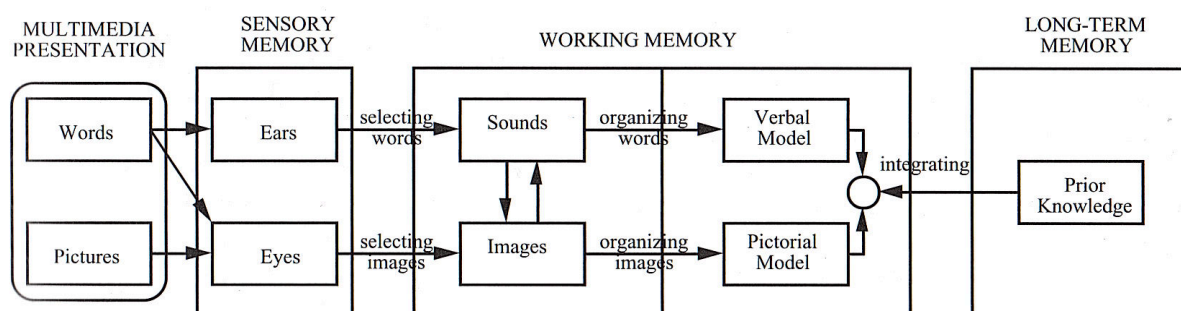 MULTIMEDIA
PRESENTATION
SENSORY
MEMORY
WORKING MEMORY
LONG-TERM
MEMORY
Words
Ears
selecting
words
Sounds
organizing
words
Verbal
Model
integrating
Prior
Knowledge
Pictures
Eyes
selecting
images
Images
organizing
images
Pictorial
Model